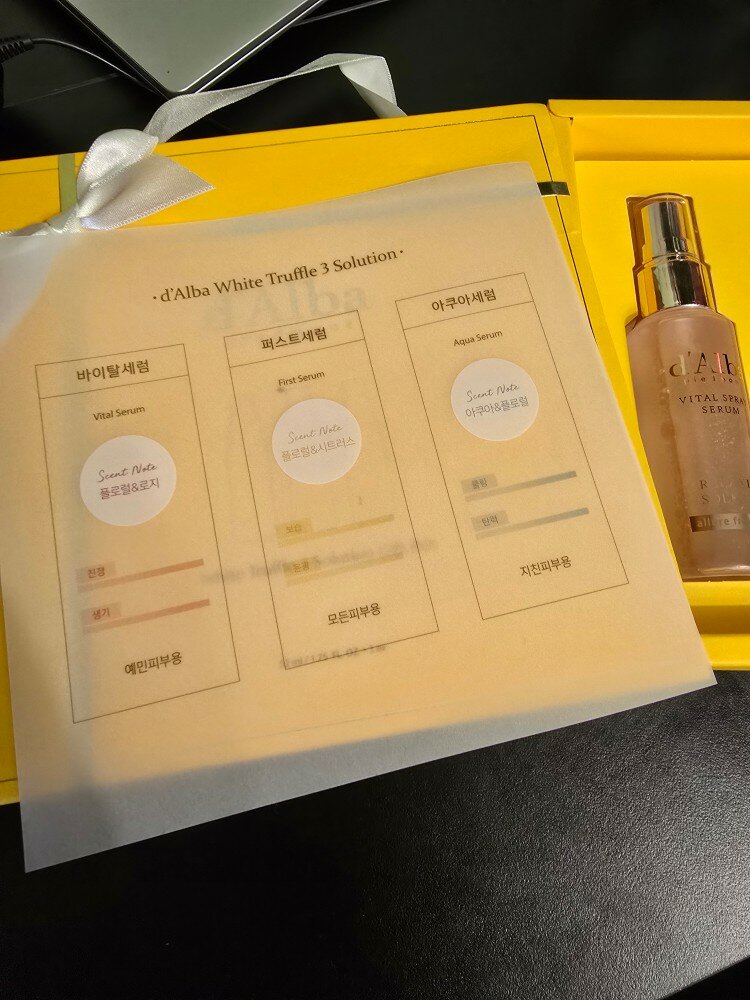 · d'Alba White Truffle 3 Solution ·
바이탈세럼
Vital Serum
Scent Note
플로럴&로지
진정
생기
예민피부용
퍼스트세럼
First Serum
Scent Note
플로럴&시트러스
보습
모든피부용
아쿠아세럼
Aqua Serum
Scent Note
아쿠아&플로럴
쿨링
탄력
지친피부용
d'Alb
VITAL SPRAY
SERUM